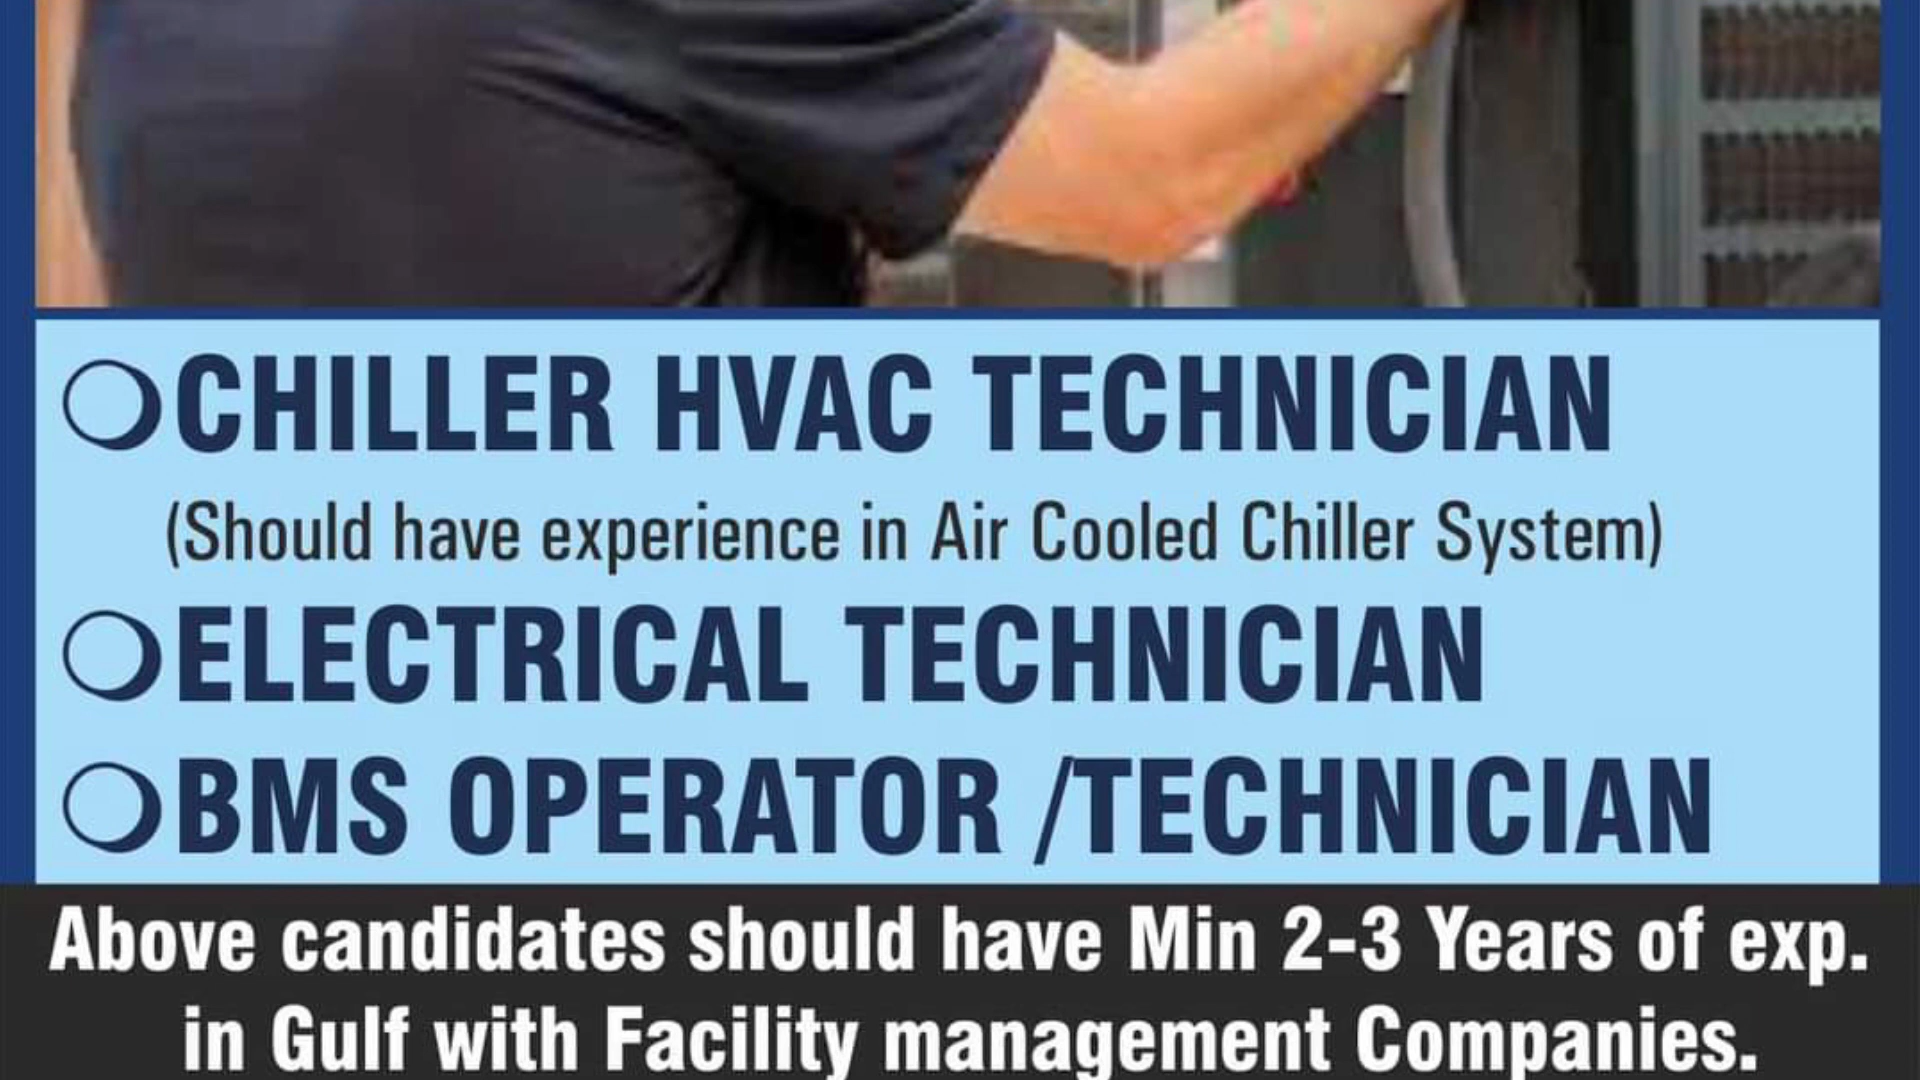 CHILLER HVAC TECHNICIAN
(Should have experience in Air Cooled Chiller System)
ELECTRICAL TECHNICIAN
BMS OPERATOR /TECHNICIAN
Above candidates should have Min 2-3 Years of exp.
in Gulf with Facility management Companies.